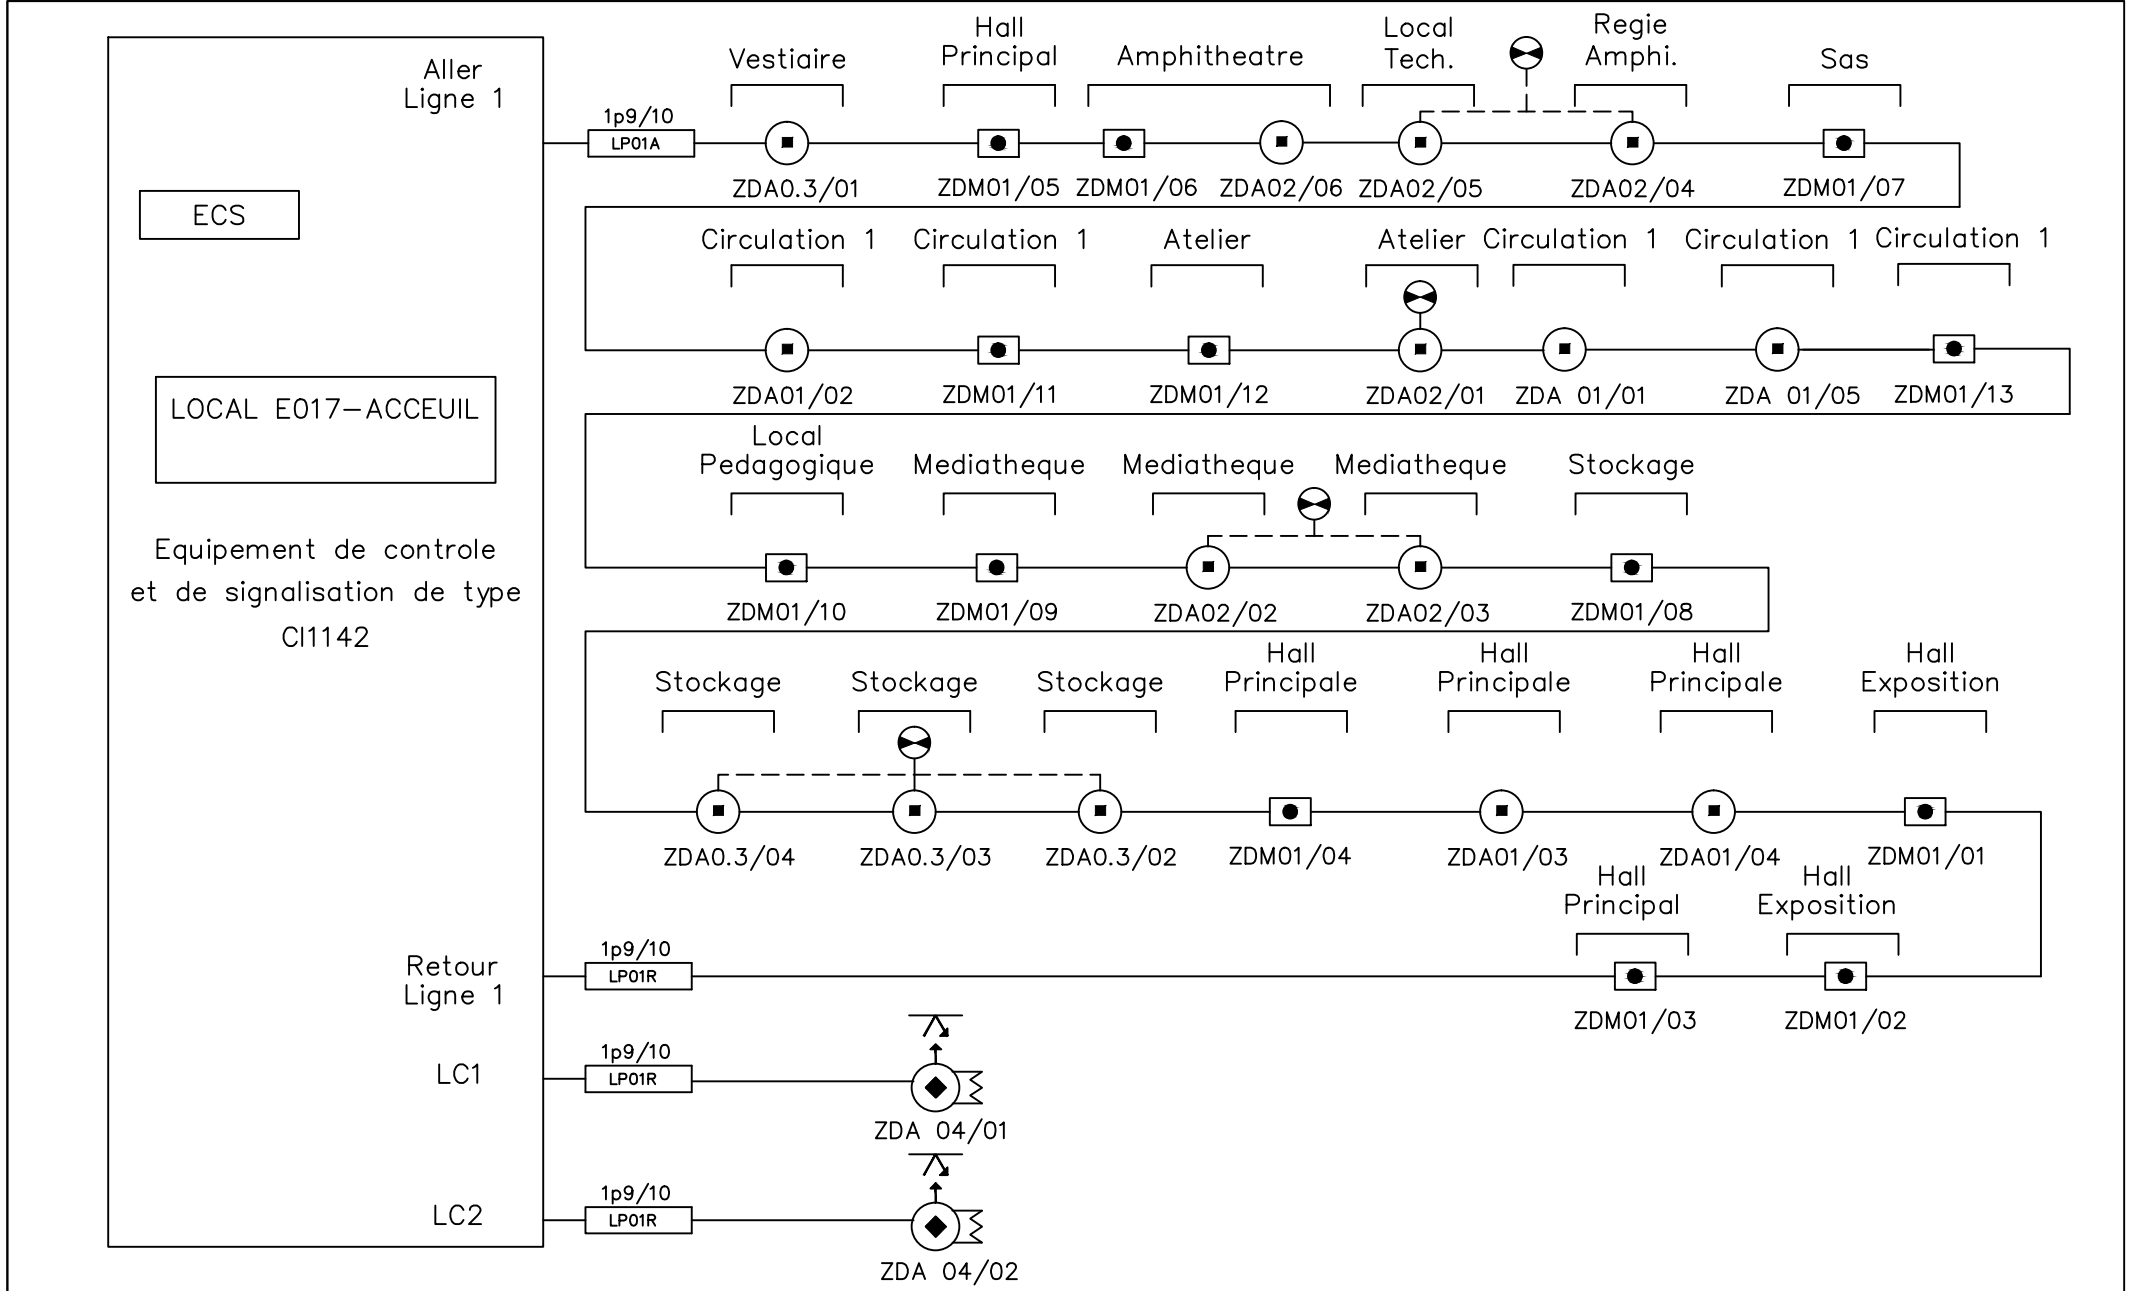 Aller
Ligne 1
ECS
LOCAL E017-ACCEUIL
Equipement de controle
et de signalisation de type
CI1142
Retour
Ligne 1
LC1
LC2
Vestiaire
Hall
Principal
Amphitheatre
Local
Tech.
Regie
Amphi.
Sas
1p9/10
LP01A
ZDA0.3/01
ZDM01/05
ZDM01/06
ZDA02/06
ZDA02/05
ZDA02/04
ZDM01/07
Circulation 1
Circulation 1
Atelier
Atelier
Circulation 1
Circulation 1
Circulation 1
ZDA01/02
ZDM01/11
ZDM01/12
ZDA02/01
ZDA 01/01
ZDA 01/05
ZDM01/13
Local
Pedagogique
Mediatheque
Mediatheque
Mediatheque
Stockage
ZDM01/10
ZDM01/09
ZDA02/02
ZDA02/03
ZDM01/08
Stockage
Stockage
Stockage
Hall
Principale
Hall
Principale
Hall
Principale
Hall
Exposition
ZDA0.3/04
ZDA0.3/03
ZDA0.3/02
ZDM01/04
ZDA01/03
ZDA01/04
ZDM01/01
Hall
Principal
Hall
Exposition
1p9/10
LP01R
ZDM01/03
ZDM01/02
1p9/10
LP01R
ZDA 04/01
1p9/10
LP01R
ZDA 04/02